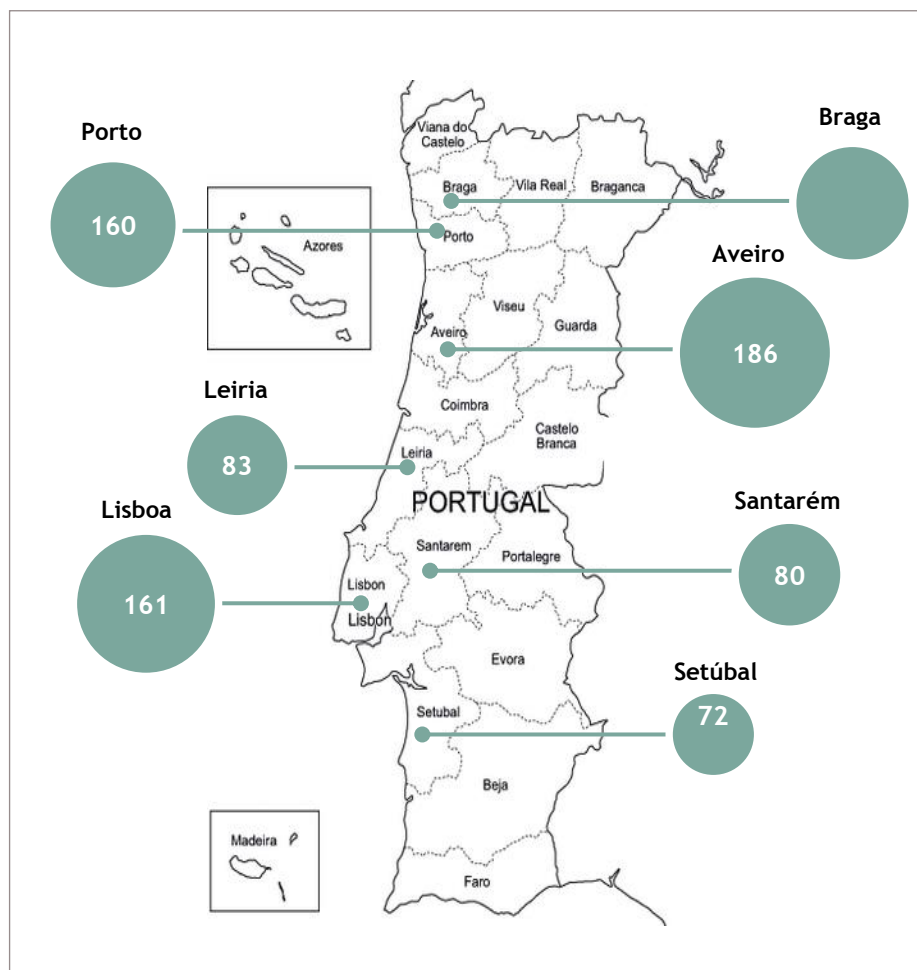 Porto
160
Braga
Aveiro
186
Leiria
83
Lisboa
161
Santarém
80
Setúbal
72
Viana do
Castelo
Braga
Vila Real
Braganca
Porto
Azores
Viseu
Guarda
Aveiro
Coimbra
Castelo
Branca
Leiria
PORTUGAL
Santarem
Portalegre
Lisbon
Lisbon
Evora
Setubal
Beja
Madeira
Faro